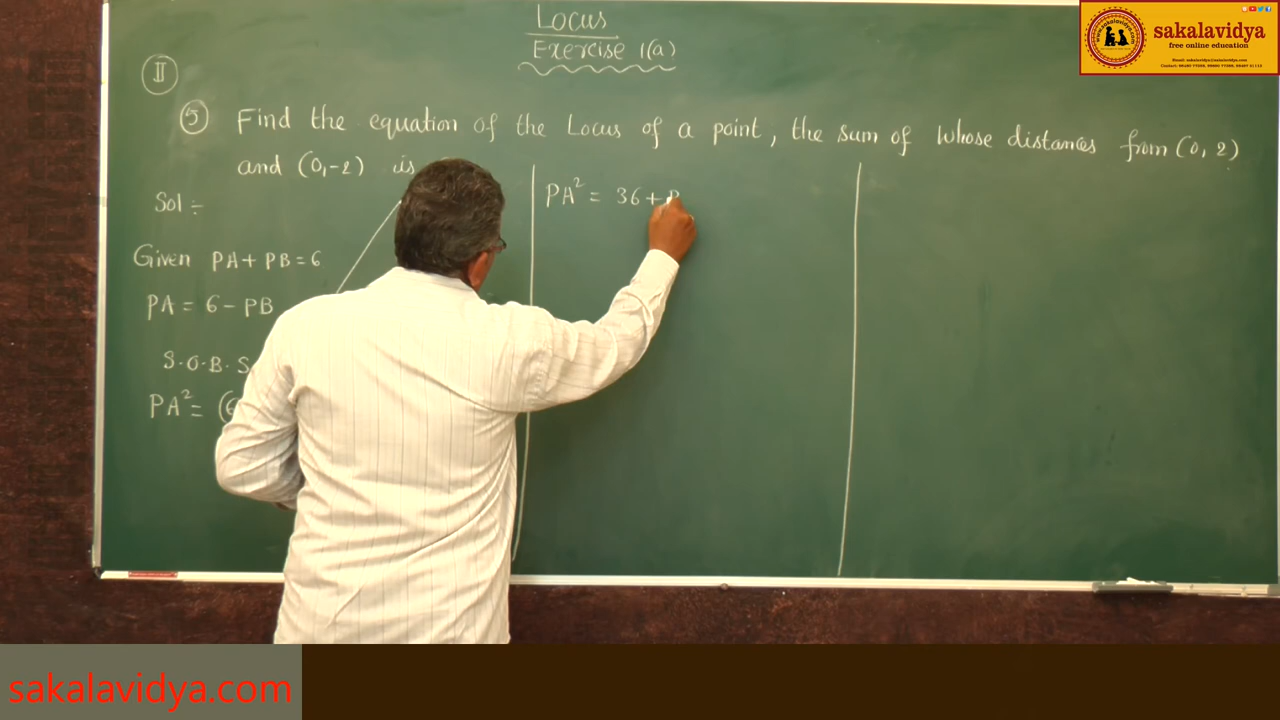 Locus
Exercise 1(a)
II
5 Find the equation of the Locus of a point, the sum of whose distances from (0, 2)
and (0,-2) is
Sol:-
Given PA + PB = 6
PA = 6 - PB
S.O.B.S
PA² = (6
PA² = 36 + P
sakalavidya
free online education
sakalavidya.com